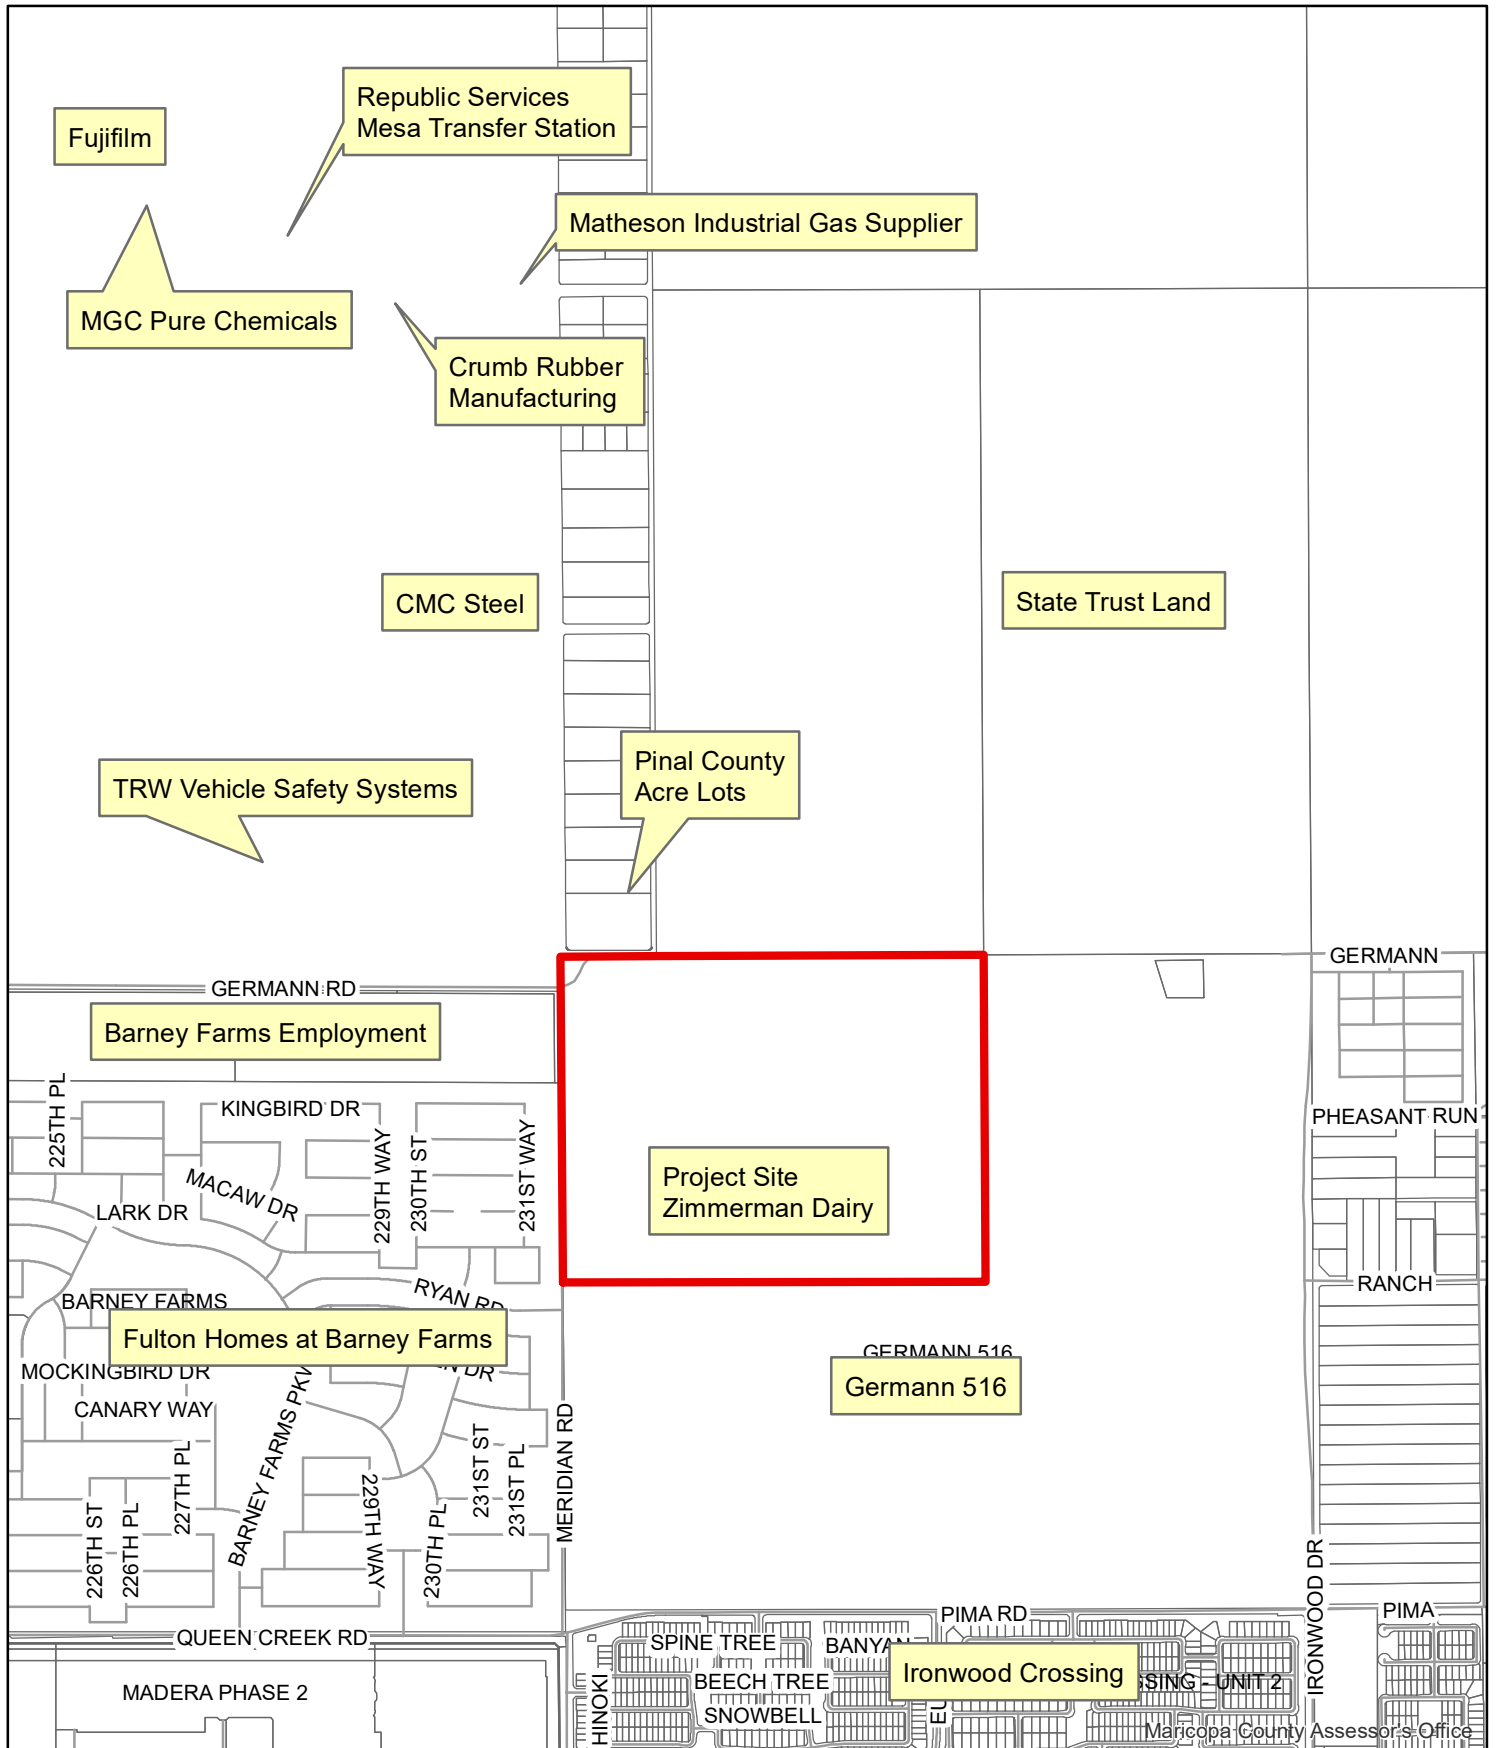 Republic Services
Mesa Transfer Station
Fujifilm
Matheson Industrial Gas Supplier
MGC Pure Chemicals
Crumb Rubber
Manufacturing
CMC Steel
State Trust Land
Pinal County
Acre Lots
TRW Vehicle Safety Systems
GERMANN
GERMANN RD
Barney Farms Employment
225TH PL
KINGBIRD DR
PHEASANT RUN
229TH WAY
230TH ST
231ST WAY
MACAW DR
LARK DR
Project Site
Zimmerman Dairy
RANCH
RYAN RD
BARNEY FARMS
Fulton Homes at Barney Farms
GERMANN 516
MOCKINGBIRD DR
DR
Germann 516
CANARY WAY
BARNEY FARMS PKWY
MERIDIAN RD
231ST ST
231ST PL
227TH PL
229TH WAY
226TH ST
226TH PL
230TH PL
IRONWOOD DR
PIMA RD
PIMA
QUEEN CREEK RD
SPINE TREE
BANYAN
Ironwood Crossing
BEECH TREE
SSING - UNIT 2
MADERA PHASE 2
HINOKI
SNOWBELL
Maricopa County Assessor's Office